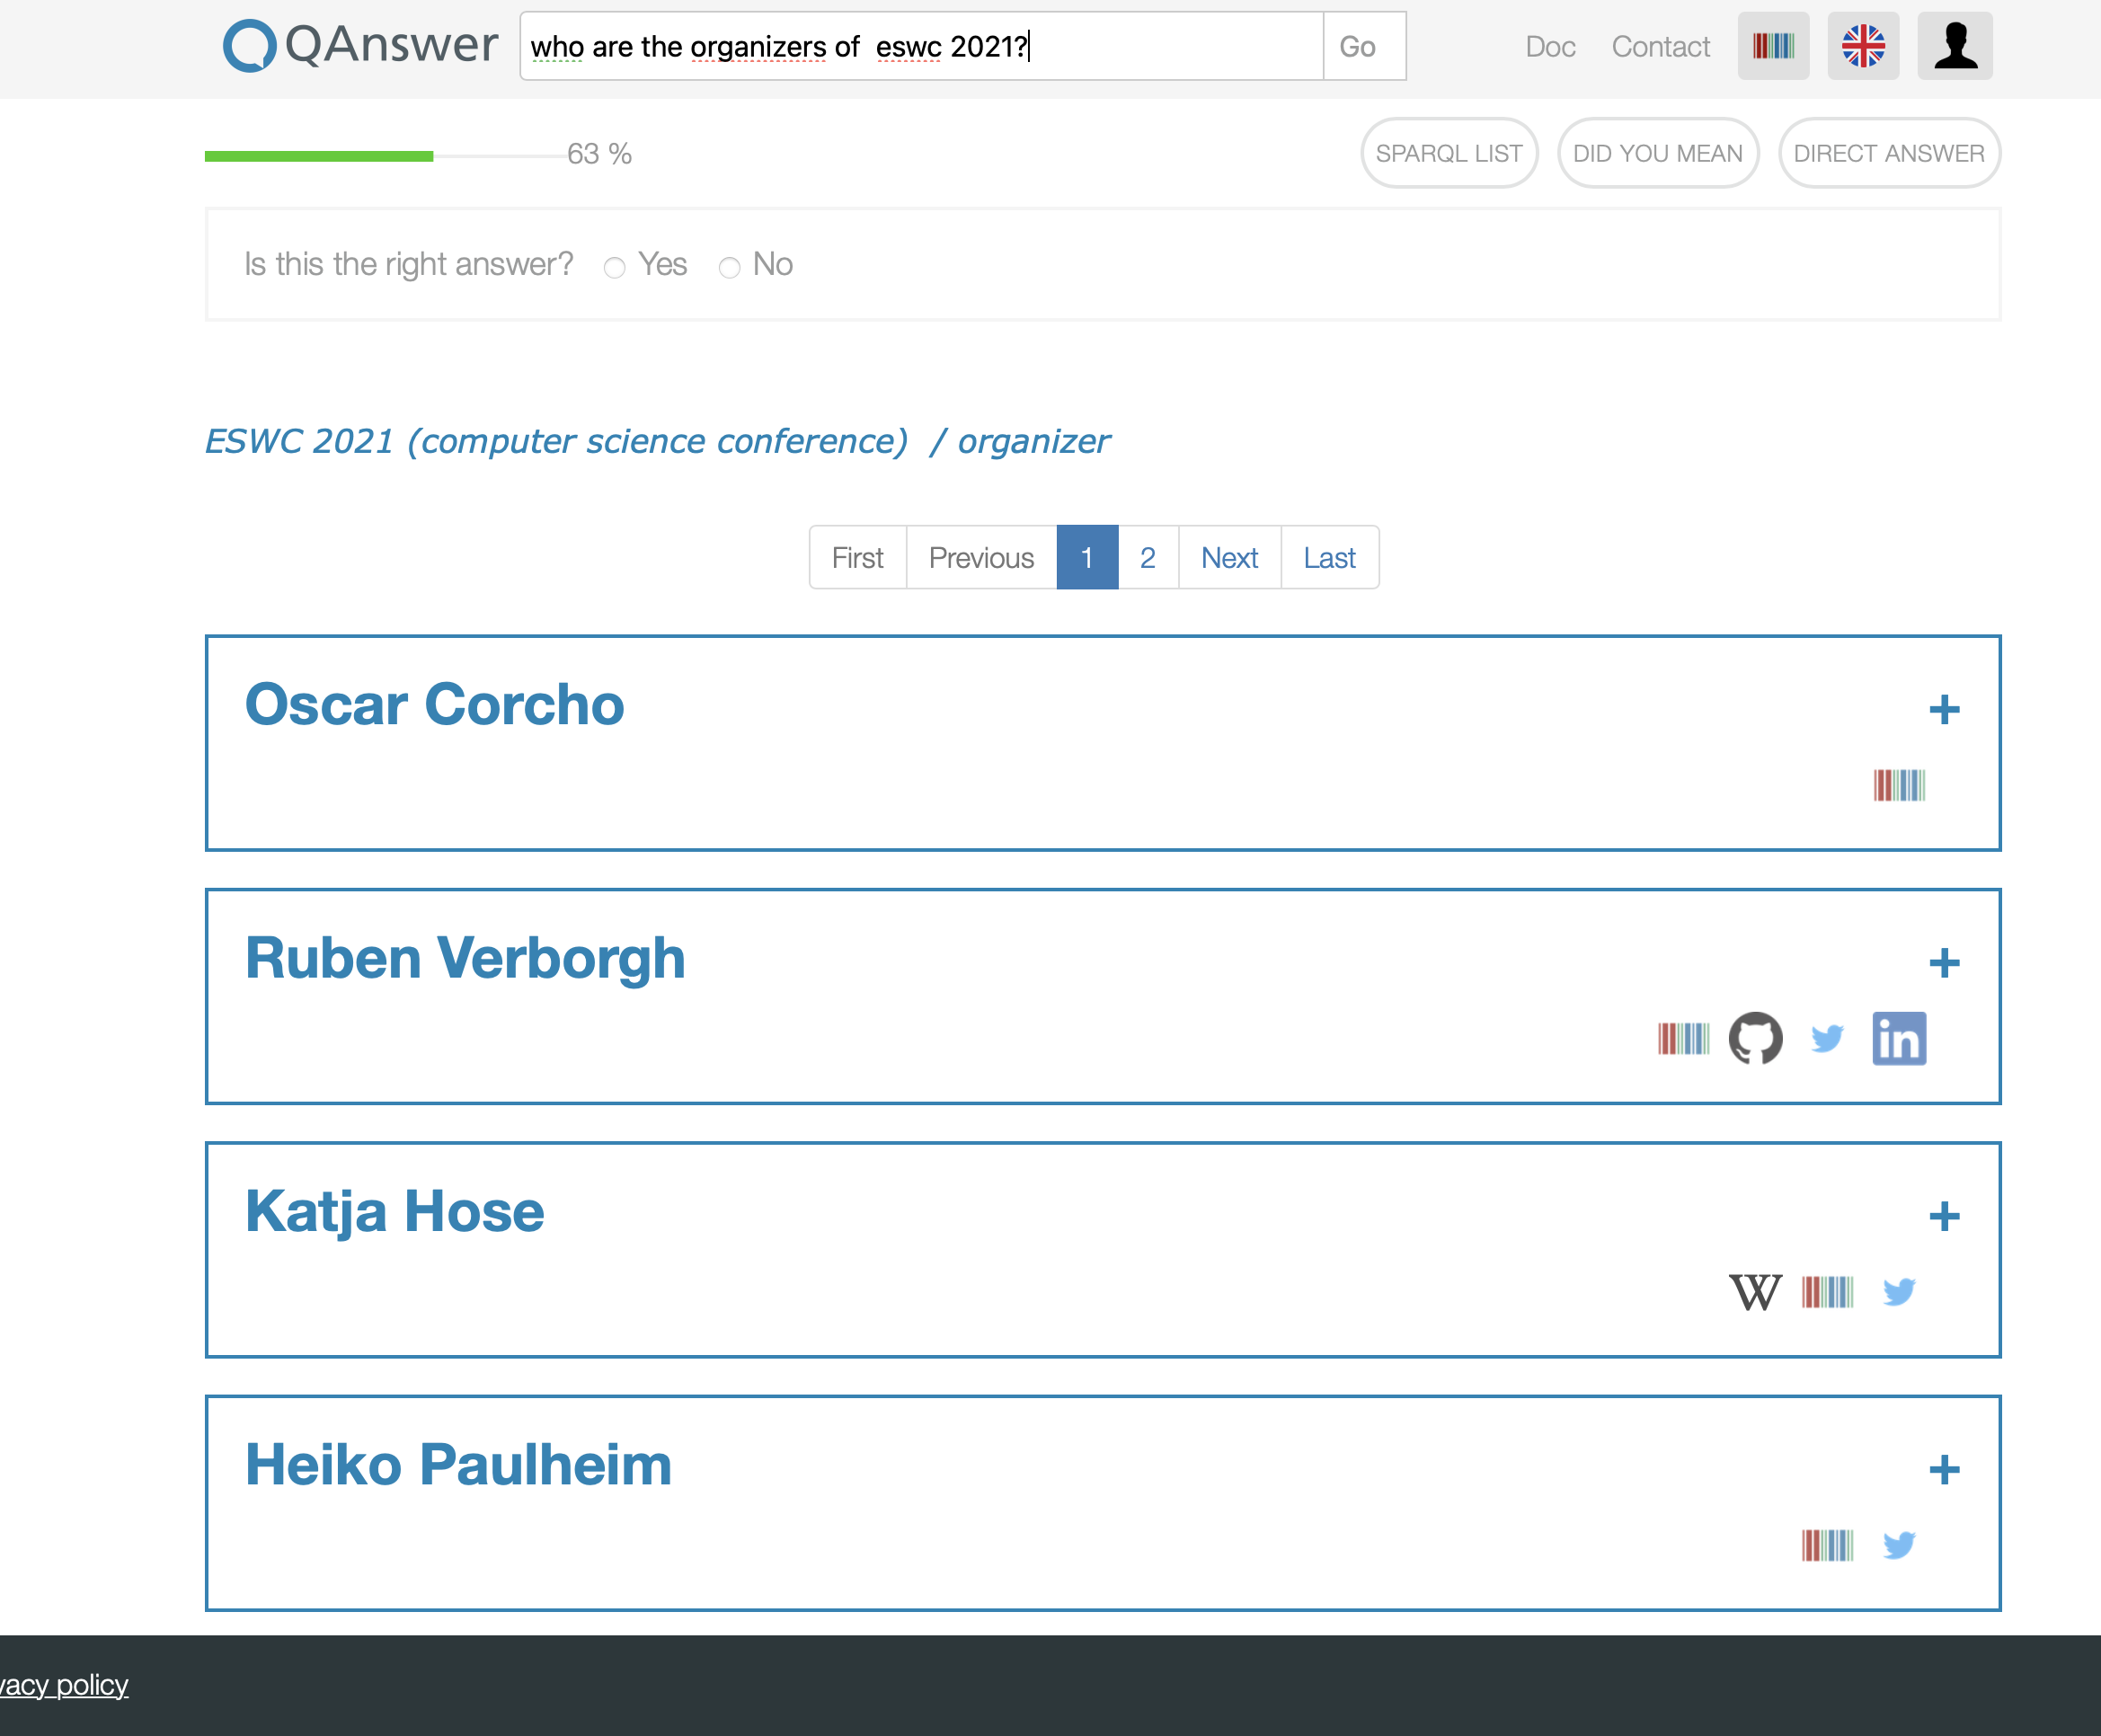 QAnswer who are the organizers of  eswc 2021? Go Doc Contact
63 % SPARQL LIST DID YOU MEAN DIRECT ANSWER
Is this the right answer? Yes No
ESWC 2021 (computer science conference) / organizer
First Previous 1 2 Next Last
Oscar Corcho +
Ruben Verborgh +
in
Katja Hose +
W
Heiko Paulheim +
vacy policy